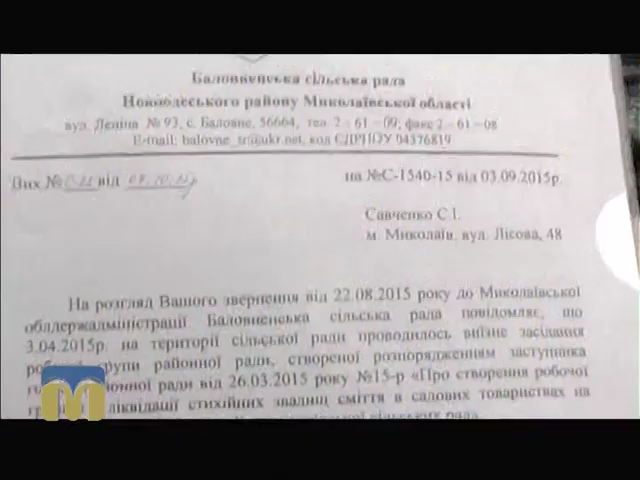 Баловненська сільська рада
Новоодеського району Миколаївської області
вул. Леніна № 93, с. Баловне, 56664, тел. 2 – 61 – 09; факс 2 – 61 – 08
E-mail: balovne_sr@ukr.net, код ЄДРПОУ 04376819
Вих № від
на №С-1540-15 від 03.09.2015р.
Савченко С.І.
м. Миколаїв, вул. Лісова, 48
На розгляд Вашого звернення від 22.08.2015 року до Миколаївської
облдержадміністрації Баловненська сільська рада повідомляє, що
3.04.2015р. на території сільської ради проводилось виїзне засідання
робочої групи районної ради, створеної розпорядженням заступника
районної ради від 26.03.2015 року №15-р «Про створення робочої
ліквідації стихійних звалищ сміття в садових товариствах на
сільських рада
M